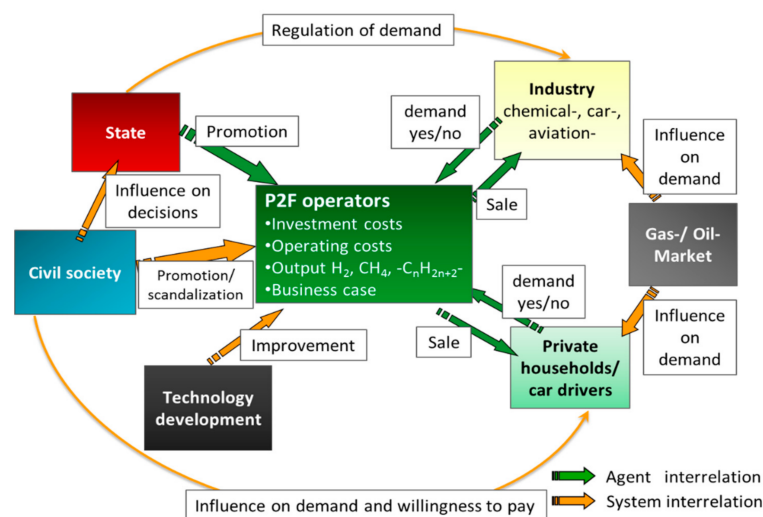 Regulation of demand
State
Promotion
demand
yes/no
Industry
chemical-, car-,
aviation-
Influence
on
demand
Influence on
decisions
P2F operators
•Investment costs
•Operating costs
•Output H₂, CH₄, -CₙH₂ₙ₊₂-
•Business case
Sale
Gas-/ Oil-
Market
Civil society
Promotion/
scandalization
demand
yes/no
Influence
on
demand
Improvement
Sale
Private
households/
car drivers
Technology
development
Agent interrelation
System interrelation
Influence on demand and willingness to pay